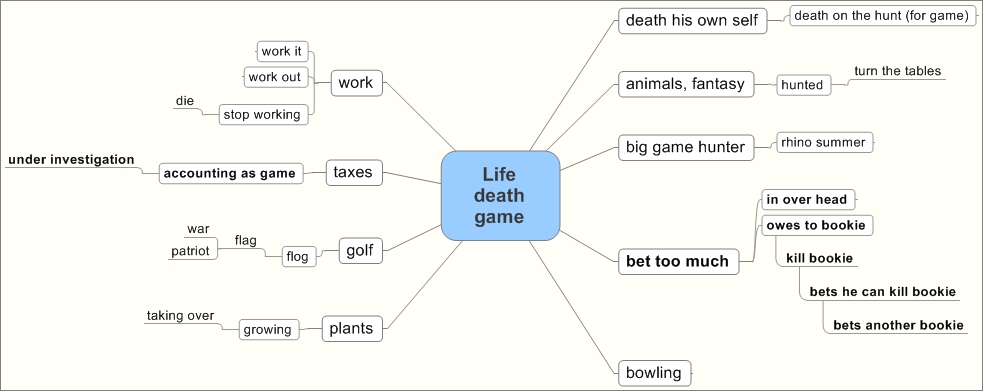 Life
death
game
death his own self
death on the hunt (for game)
animals, fantasy
hunted
turn the tables
big game hunter
rhino summer
bet too much
in over head
owes to bookie
kill bookie
bets he can kill bookie
bets another bookie
bowling
work
work it
work out
stop working
die
taxes
accounting as game
under investigation
golf
flog
flag
war
patriot
plants
growing
taking over